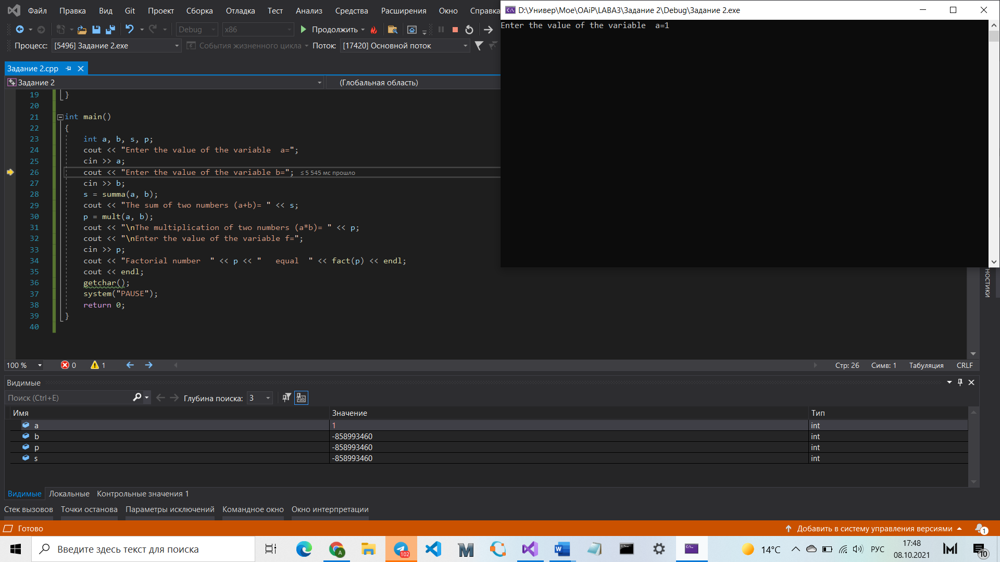 Файл Правка Вид Git Проект Сборка Отладка Тест Анализ Средства Расширения Окно Справка
Debug x86 Продолжить
Процесс: [5496] Задание 2.exe События жизненного цикла Поток: [17420] Основной поток
Задание 2.cpp
Задание 2 (Глобальная область)
19 }
20
21 int main()
22 {
23 int a, b, s, p;
24 cout << "Enter the value of the variable  a=";
25 cin >> a;
26 cout << "Enter the value of the variable b="; ≤ 5 545 мс прошло
27 cin >> b;
28 s = summa(a, b);
29 cout << "The sum of two numbers (a+b)= " << s;
30 p = mult(a, b);
31 cout << "\nThe multiplication of two numbers (a*b)= " << p;
32 cout << "\nEnter the value of the variable f=";
33 cin >> p;
34 cout << "Factorial number  " << p << "   equal  " << fact(p) << endl;
35 cout << endl;
36 getchar();
37 system("PAUSE");
38 return 0;
39 }
40
D:\Универ\Мое\OAiP\LABA3\Задание 2\Debug\Задание 2.exe
Enter the value of the variable  a=1
ностики
100 % 0 1 Стр: 26 Симв: 1 Табуляция CRLF
Видимые
Поиск (Ctrl+E) Глубина поиска: 3
Имя Значение Тип
a 1 int
b -858993460 int
p -858993460 int
s -858993460 int
Видимые Локальные Контрольные значения 1
Стек вызовов Точки останова Параметры исключений Командное окно Окно интерпретации
Готово Добавить в систему управления версиями 1
Введите здесь текст для поиска 102 14°C РУС 17:48
08.10.2021 10